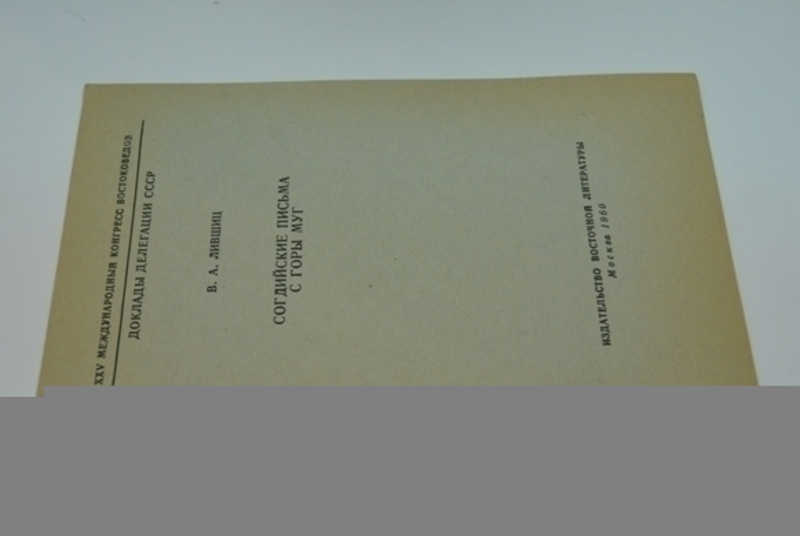 XXV МЕЖДУНАРОДНЫЙ КОНГРЕСС ВОСТОКОВЕДОВ
ДОКЛАДЫ ДЕЛЕГАЦИИ СССР
В. А. ЛИВШИЦ
СОГДИЙСКИЕ ПИСЬМА
С ГОРЫ МУГ
ИЗДАТЕЛЬСТВО ВОСТОЧНОЙ ЛИТЕРАТУРЫ
Москва 1960